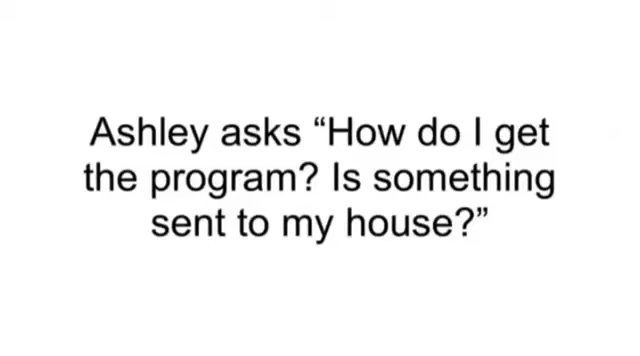 Ashley asks “How do I get
the program? Is something
sent to my house?”